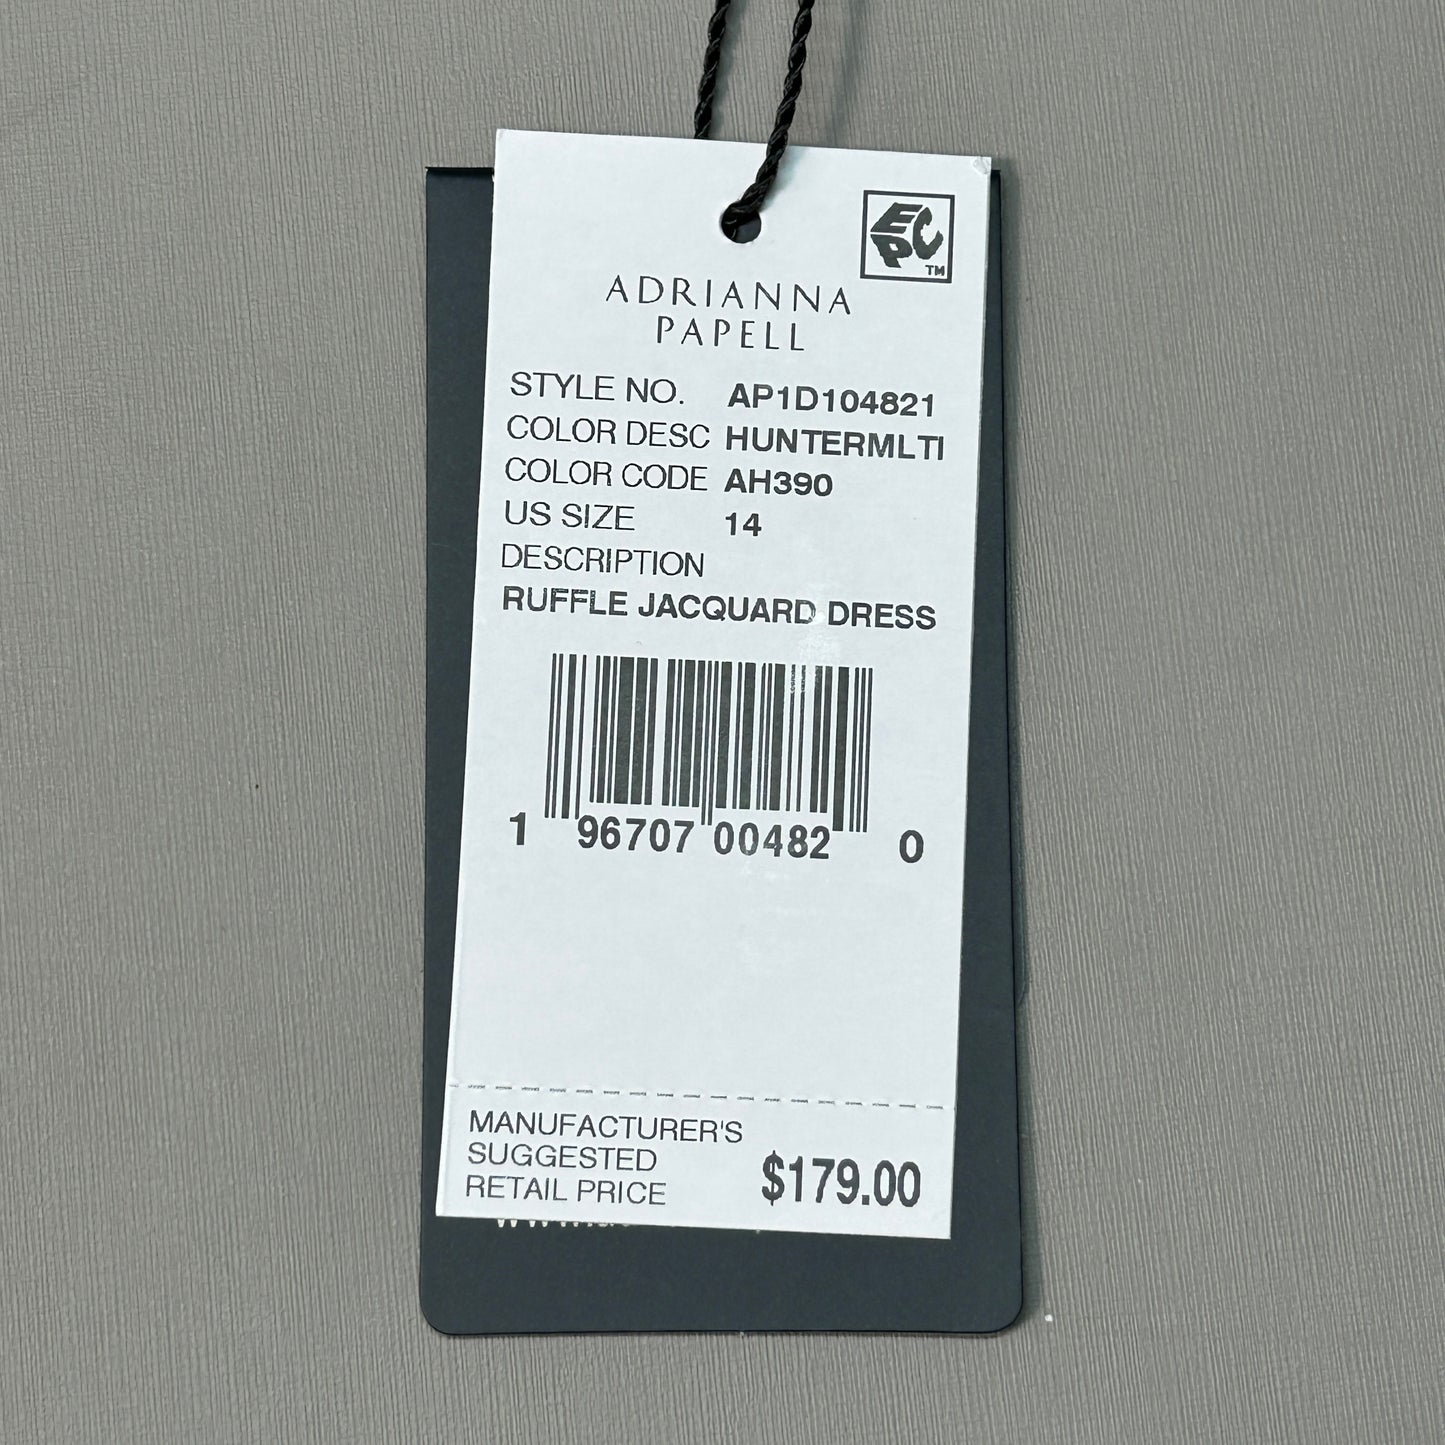 EPC
TM
ADRIANNA
PAPELL
STYLE NO. AP1D104821
COLOR DESC HUNTERMLTI
COLOR CODE AH390
US SIZE 14
DESCRIPTION
RUFFLE JACQUARD DRESS
1 96707 00482 0
MANUFACTURER'S
SUGGESTED
RETAIL PRICE $179.00